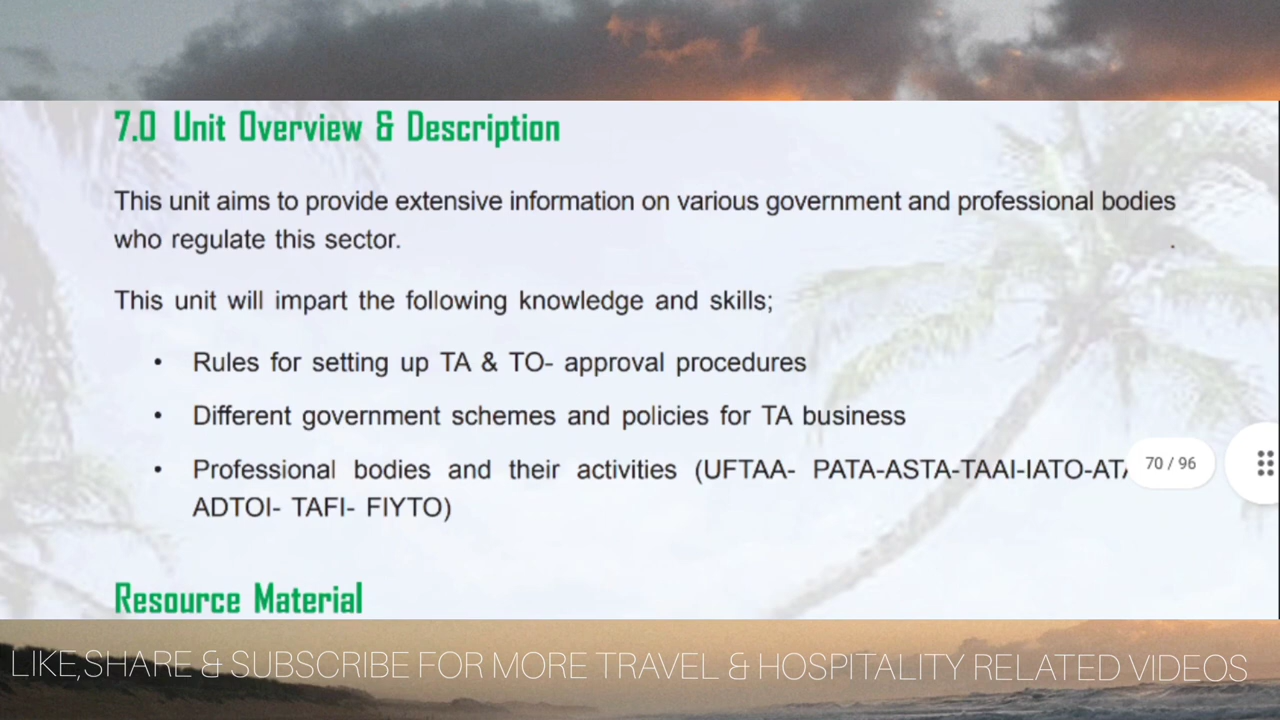 7.0 Unit Overview & Description
This unit aims to provide extensive information on various government and professional bodies
who regulate this sector.
This unit will impart the following knowledge and skills;
• Rules for setting up TA & TO- approval procedures
• Different government schemes and policies for TA business
• Professional bodies and their activities (UFTAA- PATA-ASTA-TAAI-IATO-
ADTOI- TAFI- FIYTO)
70 / 96
Resource Material
LIKE,SHARE & SUBSCRIBE FOR MORE TRAVEL & HOSPITALITY RELATED VIDEOS